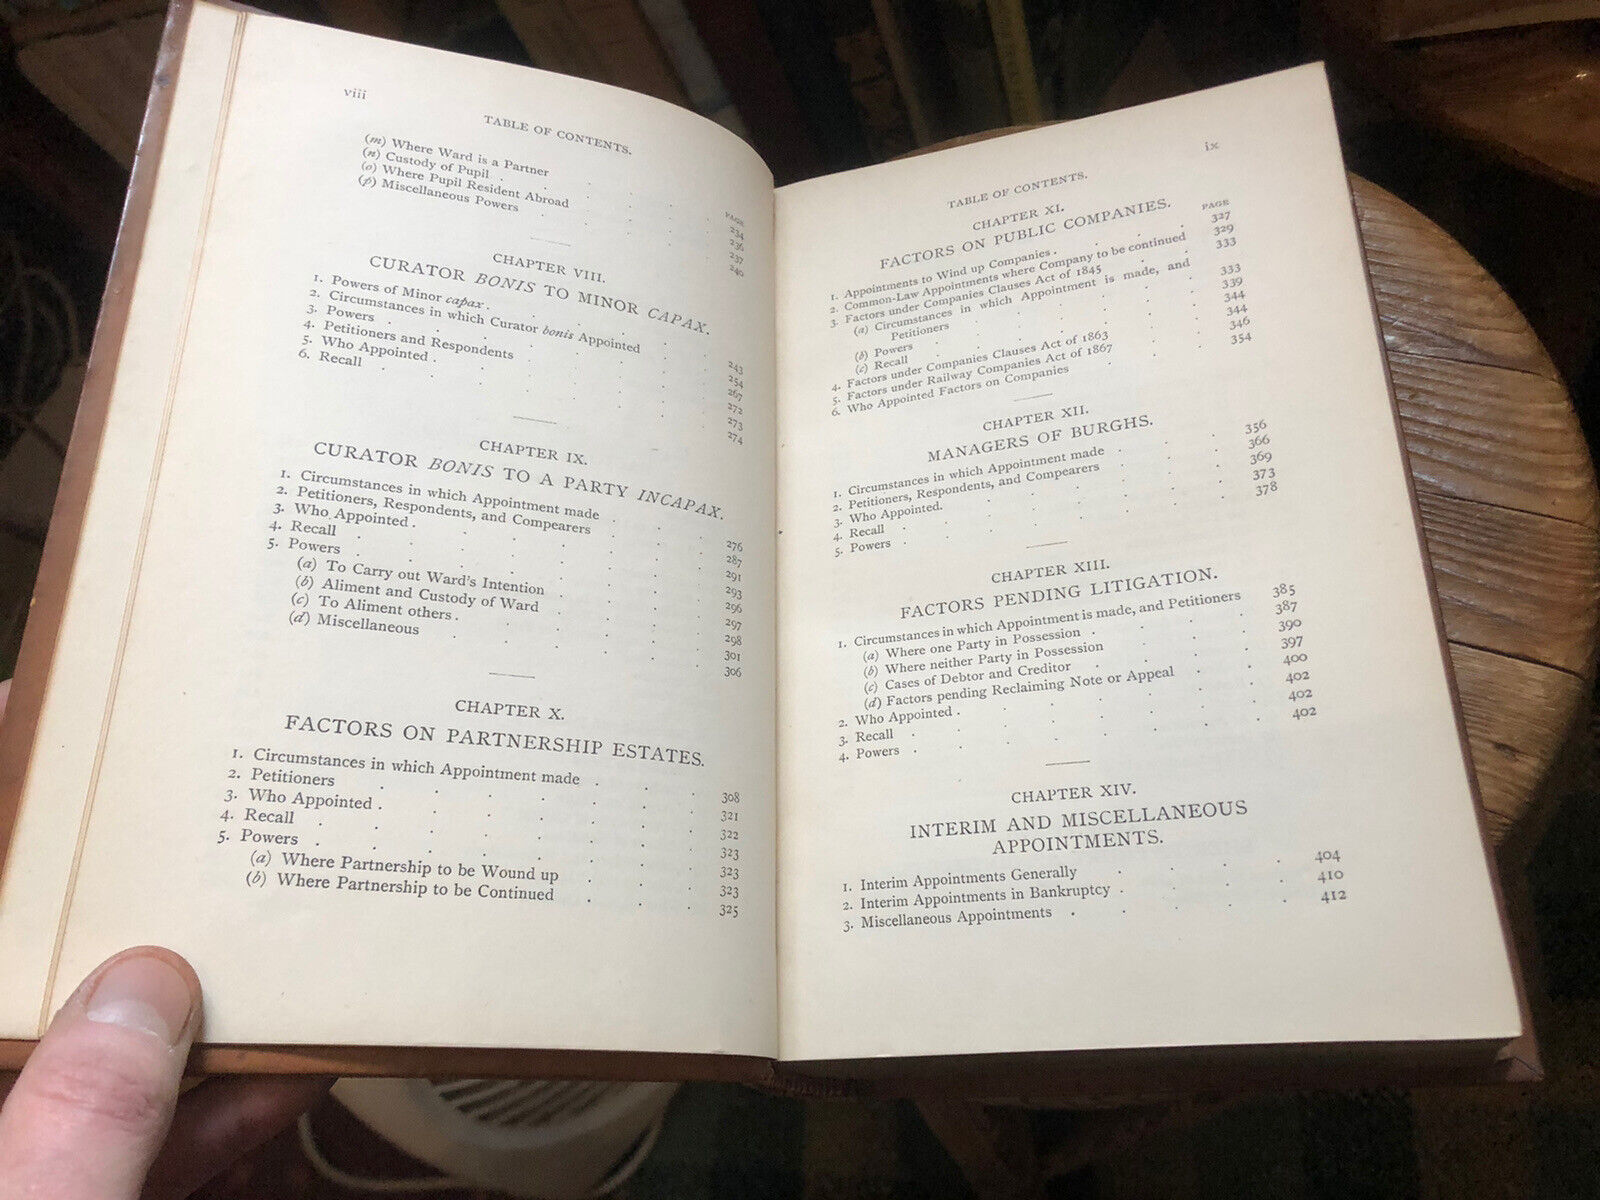 viii
TABLE OF CONTENTS.
PAGE
(m) Where Ward is a Partner . . . . 234
(n) Custody of Pupil . . . . . 236
(o) Where Pupil Resident Abroad . . . . 237
(p) Miscellaneous Powers . . . . 240
CHAPTER VIII.
CURATOR BONIS TO MINOR CAPAX.
1. Powers of Minor capax . . . . . 243
2. Circumstances in which Curator bonis Appointed . . . 254
3. Powers . . . . . . 267
4. Petitioners and Respondents . . . . 272
5. Who Appointed . . . . . 273
6. Recall . . . . . . 274
CHAPTER IX.
CURATOR BONIS TO A PARTY INCAPAX.
1. Circumstances in which Appointment made . . . 276
2. Petitioners, Respondents, and Compearers . . . 287
3. Who Appointed . . . . . . 291
4. Recall . . . . . . . 293
5. Powers . . . . . . . 296
(a) To Carry out Ward's Intention . . . . 297
(b) Aliment and Custody of Ward . . . . 298
(c) To Aliment others . . . . . 301
(d) Miscellaneous . . . . . 306
CHAPTER X.
FACTORS ON PARTNERSHIP ESTATES.
1. Circumstances in which Appointment made . . . 308
2. Petitioners . . . . . . . 321
3. Who Appointed . . . . . . 322
4. Recall . . . . . . . 323
5. Powers . . . . . . . 323
(a) Where Partnership to be Wound up . . . 323
(b) Where Partnership to be Continued . . . 325
ix
TABLE OF CONTENTS.
CHAPTER XI.
FACTORS ON PUBLIC COMPANIES.
PAGE
1. Appointments to Wind up Companies . . . . 327
2. Common-Law Appointments where Company to be continued 329
3. Factors under Companies Clauses Act of 1845 . . 333
(a) Circumstances in which Appointment is made, and
Petitioners . . . . . 333
(b) Powers . . . . . . 339
(c) Recall . . . . . . 344
4. Factors under Companies Clauses Act of 1863 . . 344
5. Factors under Railway Companies Act of 1867 . . 346
6. Who Appointed Factors on Companies . . . 354
CHAPTER XII.
MANAGERS OF BURGHS.
1. Circumstances in which Appointment made . . . 356
2. Petitioners, Respondents, and Compearers . . . 366
3. Who Appointed. . . . . . 369
4. Recall . . . . . . . 373
5. Powers . . . . . . . 378
CHAPTER XIII.
FACTORS PENDING LITIGATION.
1. Circumstances in which Appointment is made, and Petitioners 385
(a) Where one Party in Possession . . . . 387
(b) Where neither Party in Possession . . . 390
(c) Cases of Debtor and Creditor . . . . 397
(d) Factors pending Reclaiming Note or Appeal . . 400
2. Who Appointed . . . . . . 402
3. Recall . . . . . . . 402
4. Powers . . . . . . . 402
CHAPTER XIV.
INTERIM AND MISCELLANEOUS
APPOINTMENTS.
1. Interim Appointments Generally . . . . 404
2. Interim Appointments in Bankruptcy . . . . 410
3. Miscellaneous Appointments . . . . . 412